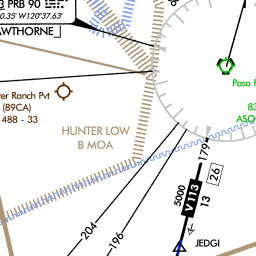 PRB 90
0.35' W120°37.63'
AWTHORNE
er Ranch Pvt
(89CA)
488 - 33
Paso R
83
ASO
HUNTER LOW
B MOA
179°
26
5000
V 113
13
204
196
JEDGI